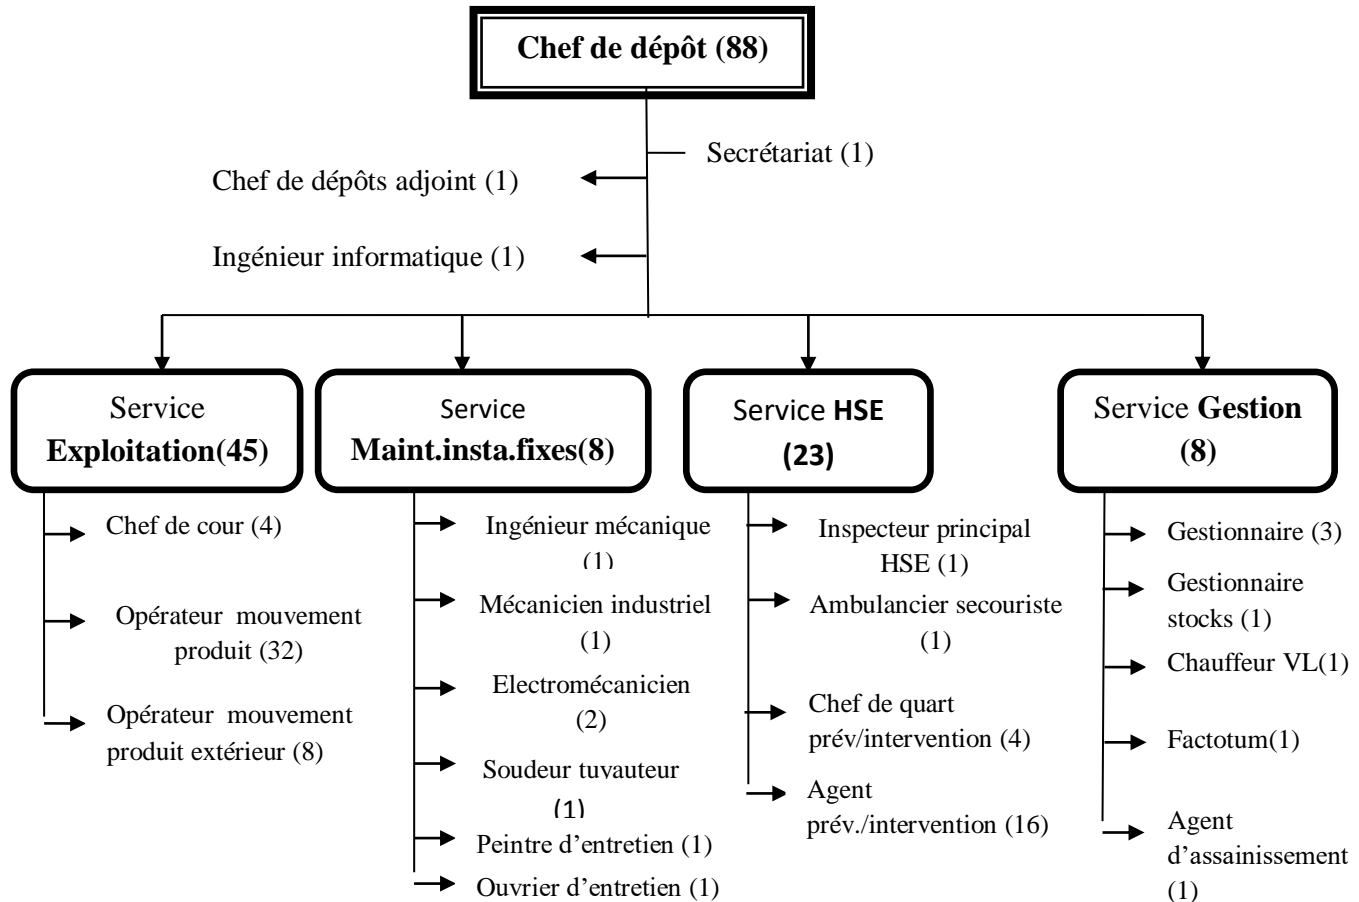 Chef de dépôt (88)
Secrétariat (1)
Chef de dépôts adjoint (1)
Ingénieur informatique (1)
Service
Exploitation(45)
Chef de cour (4)
Opérateur mouvement
produit (32)
Opérateur mouvement
produit extérieur (8)
Service
Maint.insta.fixes(8)
Ingénieur mécanique
(1)
Mécanicien industriel
(1)
Electromécanicien
(2)
Soudeur tuyauteur
(1)
Peintre d’entretien (1)
Ouvrier d’entretien (1)
Service HSE
(23)
Inspecteur principal
HSE (1)
Ambulancier secouriste
(1)
Chef de quart
prév/intervention (4)
Agent
prév./intervention (16)
Service Gestion
(8)
Gestionnaire (3)
Gestionnaire
stocks (1)
Chauffeur VL(1)
Factotum(1)
Agent
d’assainissement
(1)